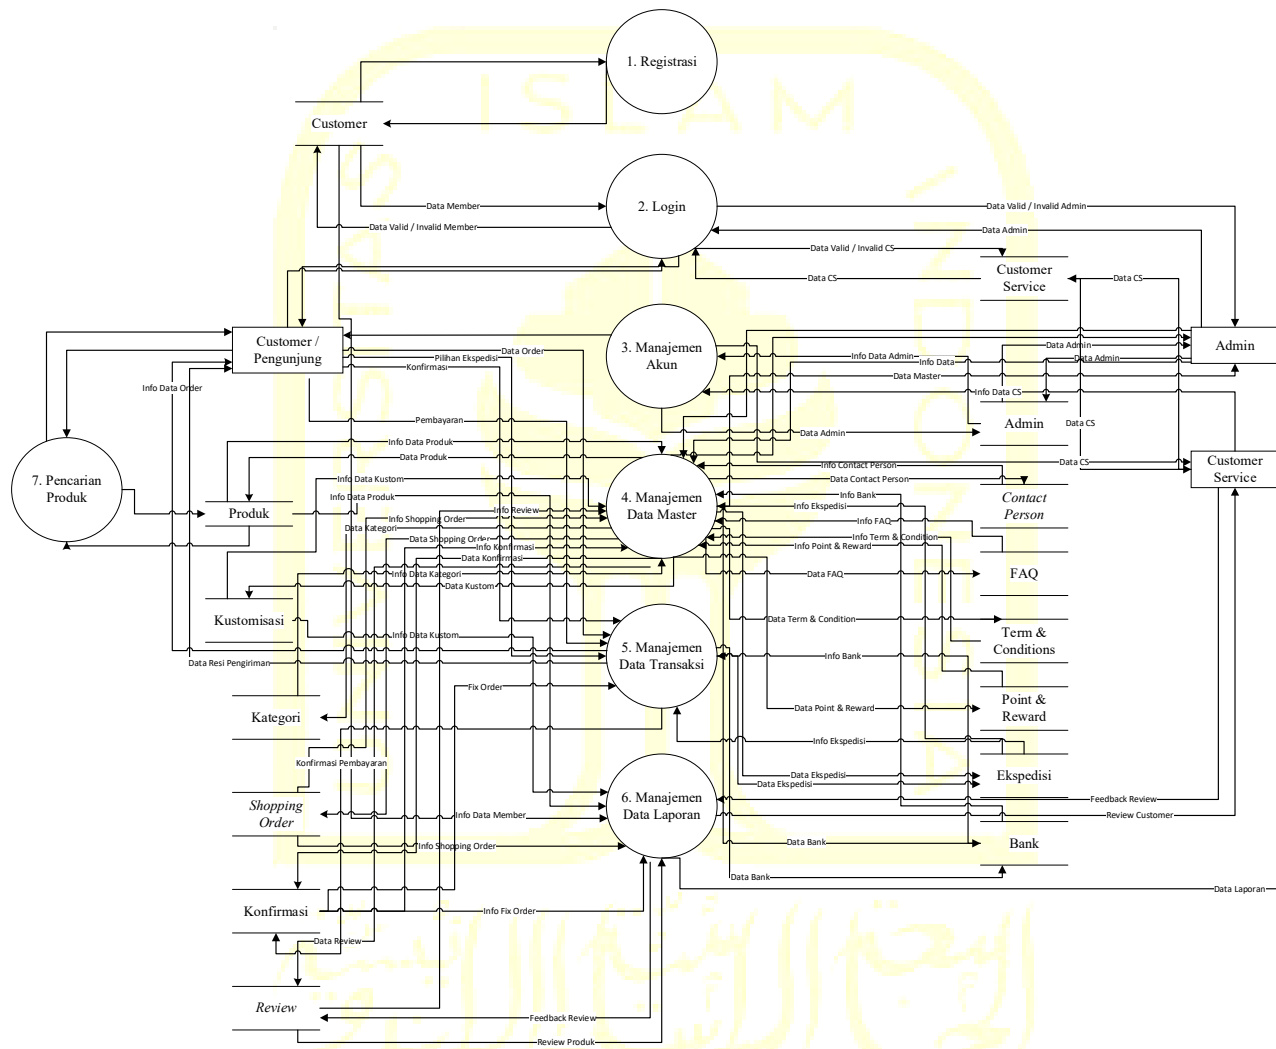 ISLAM
1. Registrasi
Customer
2. Login
Data Member
Data Valid / Invalid Member
Data Valid / Invalid Admin
Data Admin
Data Valid / Invalid CS
Data CS
Customer
Service
Data CS
Customer /
Pengunjung
Data Order
Pilihan Ekspedisi
Konfirmasi
Info Data Order
3. Manajemen
Akun
Info Data Admin
Info Data
Data Admin
Data Admin
Data Master
Info Data CS
Admin
Admin
Data CS
Data Admin
Pembayaran
Info Data Produk
Data Produk
Data CS
Customer
Service
7. Pencarian
Produk
Produk
Info Data Kustom
Info Data Produk
Info Review
Info Shopping Order
Data Kategori
Data Shopping Order
Info Konfirmasi
Data Konfirmasi
Info Data Kategori
Data Kustom
4. Manajemen
Data Master
Info Contact Person
Data Contact Person
Info Bank
Info Ekspedisi
Info FAQ
Info Term & Condition
Info Point & Reward
Data FAQ
Contact
Person
FAQ
Kustomisasi
Info Data Kustom
Data Resi Pengiriman
5. Manajemen
Data Transaksi
Data Term & Condition
Term &
Conditions
Info Bank
Fix Order
Kategori
Data Point & Reward
Point &
Reward
Info Ekspedisi
Konfirmasi Pembayaran
Data Ekspedisi
Data Ekspedisi
Ekspedisi
Shopping
Order
6. Manajemen
Data Laporan
Info Data Member
Feedback Review
Review Customer
Info Shopping Order
Data Bank
Bank
Data Bank
Data Laporan
Konfirmasi
Info Fix Order
Data Review
Review
Feedback Review
Review Produk